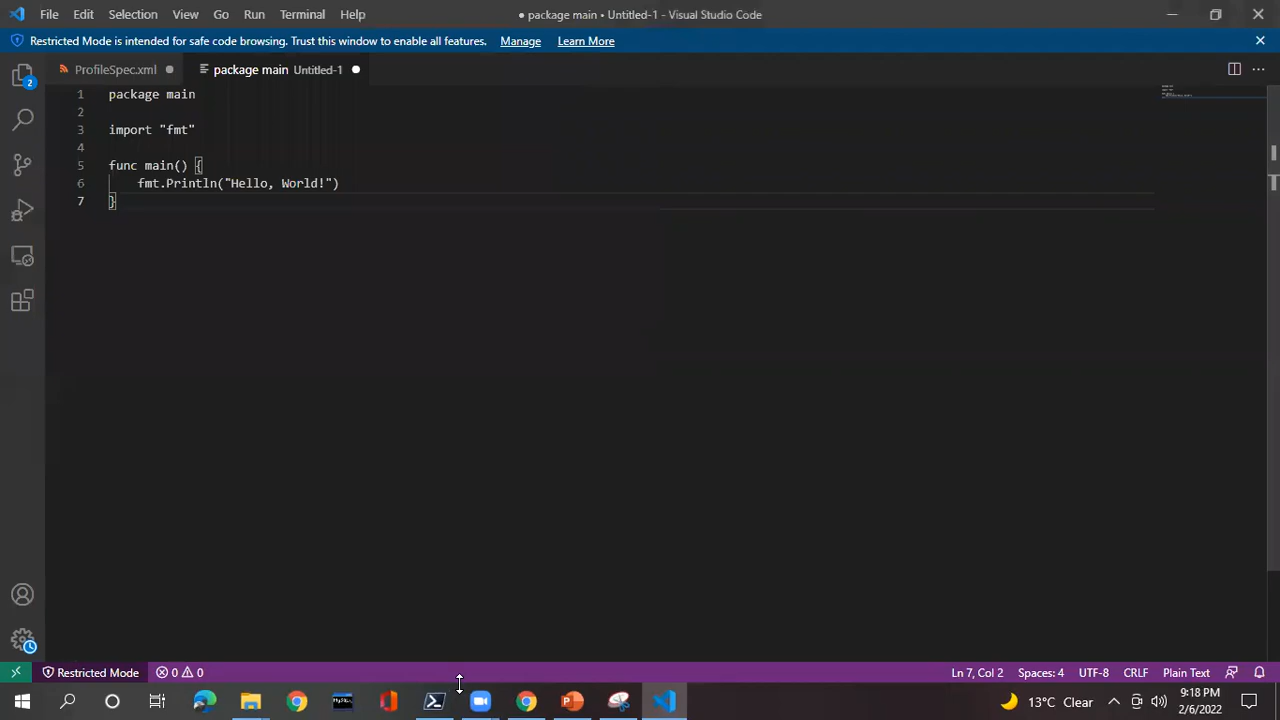 File Edit Selection View Go Run Terminal Help ● package main • Untitled-1 - Visual Studio Code
Restricted Mode is intended for safe code browsing. Trust this window to enable all features. Manage Learn More
ProfileSpec.xml package main Untitled-1
1 package main
2
3 import "fmt"
4
5 func main() {
6 fmt.Println("Hello, World!")
7 }
2
Restricted Mode 0 0 Ln 7, Col 2 Spaces: 4 UTF-8 CRLF Plain Text
13°C Clear 9:18 PM
2/6/2022